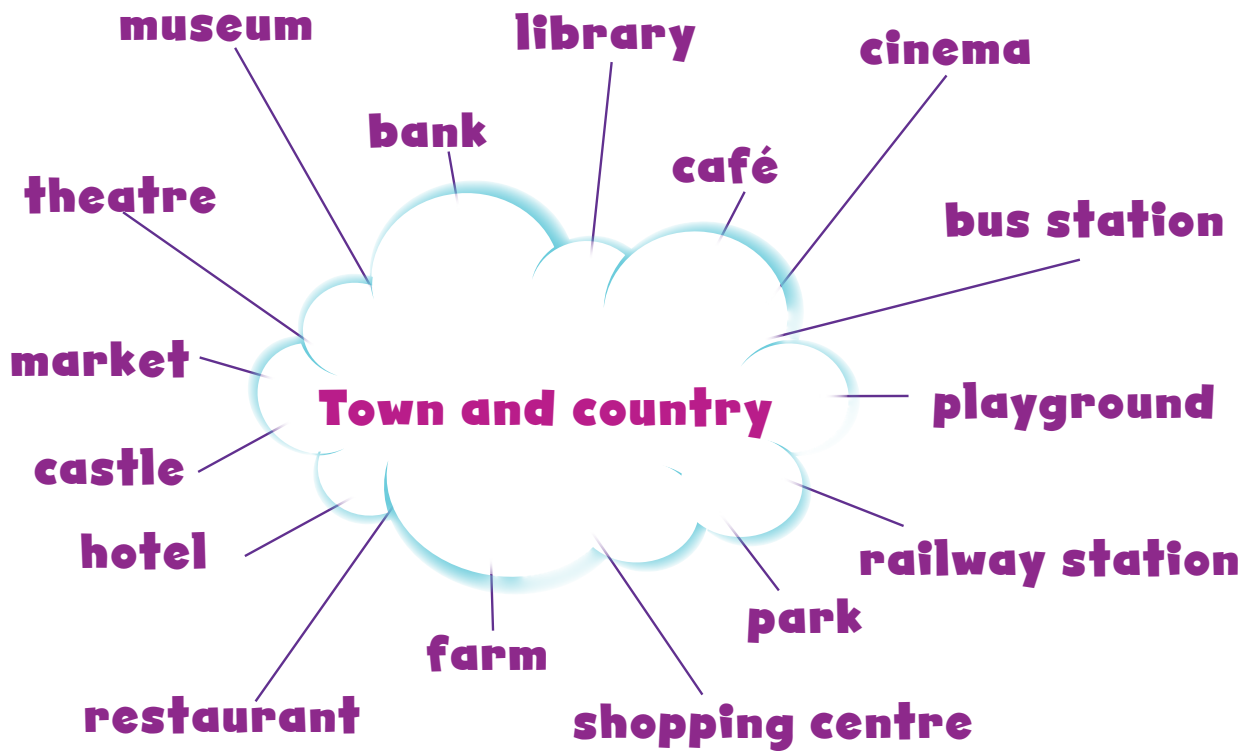 museum
library
cinema
bank
café
theatre
bus station
market
Town and country
playground
castle
hotel
railway station
park
farm
restaurant
shopping centre